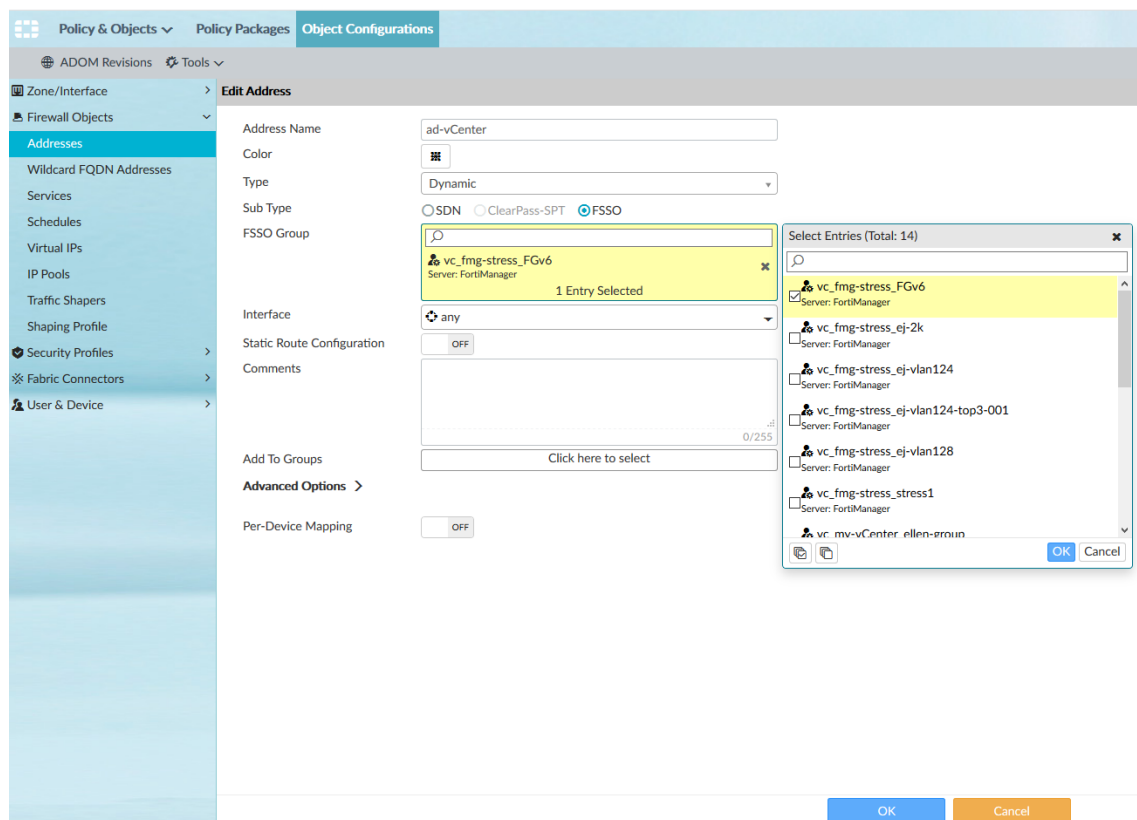 Policy & Objects
Policy Packages
Object Configurations
ADOM Revisions
Tools
Zone/Interface
Firewall Objects
Addresses
Wildcard FQDN Addresses
Services
Schedules
Virtual IPs
IP Pools
Traffic Shapers
Shaping Profile
Security Profiles
Fabric Connectors
User & Device
Edit Address
Address Name
ad-vCenter
Color
Type
Dynamic
Sub Type
SDN
ClearPass-SPT
FSSO
FSSO Group
vc_fmg-stress_FGv6
Server: FortiManager
1 Entry Selected
Interface
any
Static Route Configuration
OFF
Comments
0/255
Add To Groups
Click here to select
Advanced Options
Per-Device Mapping
OFF
Select Entries (Total: 14)
vc_fmg-stress_FGv6
Server: FortiManager
vc_fmg-stress_ej-2k
Server: FortiManager
vc_fmg-stress_ej-vlan124
Server: FortiManager
vc_fmg-stress_ej-vlan124-top3-001
Server: FortiManager
vc_fmg-stress_ej-vlan128
Server: FortiManager
vc_fmg-stress_stress1
Server: FortiManager
vc_my-vCenter_ellen-group
OK
Cancel
OK
Cancel